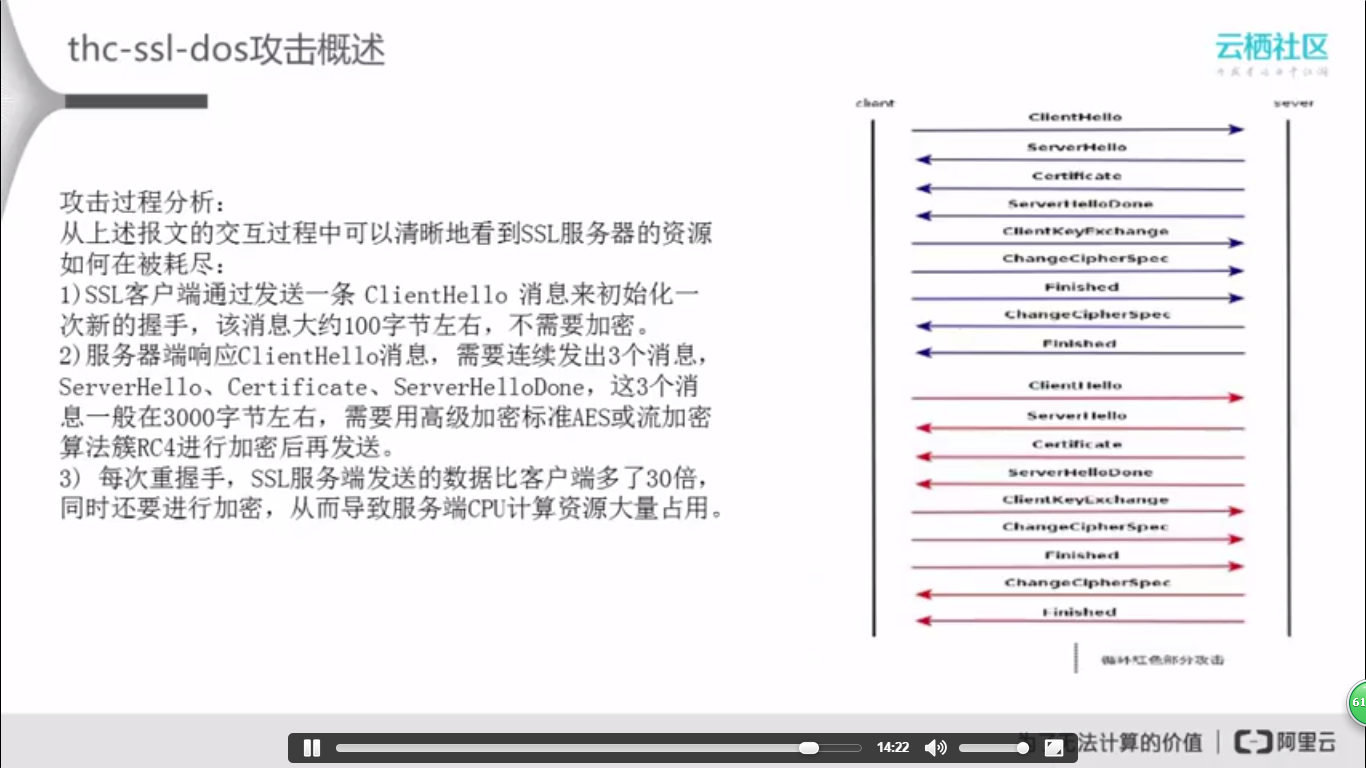 thc-ssl-dos攻击概述
云栖社区
攻击过程分析：
从上述报文的交互过程中可以清晰地看到SSL服务器的资源
如何在被耗尽：
1)SSL客户端通过发送一条 ClientHello 消息来初始化一
次新的握手，该消息大约100字节左右，不需要加密。
2)服务器端响应ClientHello消息，需要连续发出3个消息，
ServerHello、Certificate、ServerHelloDone，这3个消
息一般在3000字节左右，需要用高级加密标准AES或流加密
算法簇RC4进行加密后再发送。
3) 每次重握手，SSL服务端发送的数据比客户端多了30倍，
同时还要进行加密，从而导致服务端CPU计算资源大量占用。
client
sever
ClientHello
ServerHello
Certificate
ServerHelloDone
ClientKeyExchange
ChangeCipherSpec
Finished
ChangeCipherSpec
Finished
ClientHello
ServerHello
Certificate
ServerHelloDone
ClientKeyExchange
ChangeCipherSpec
Finished
ChangeCipherSpec
Finished
循环红色部分攻击
61
14:22
为了无法计算的价值
阿里云